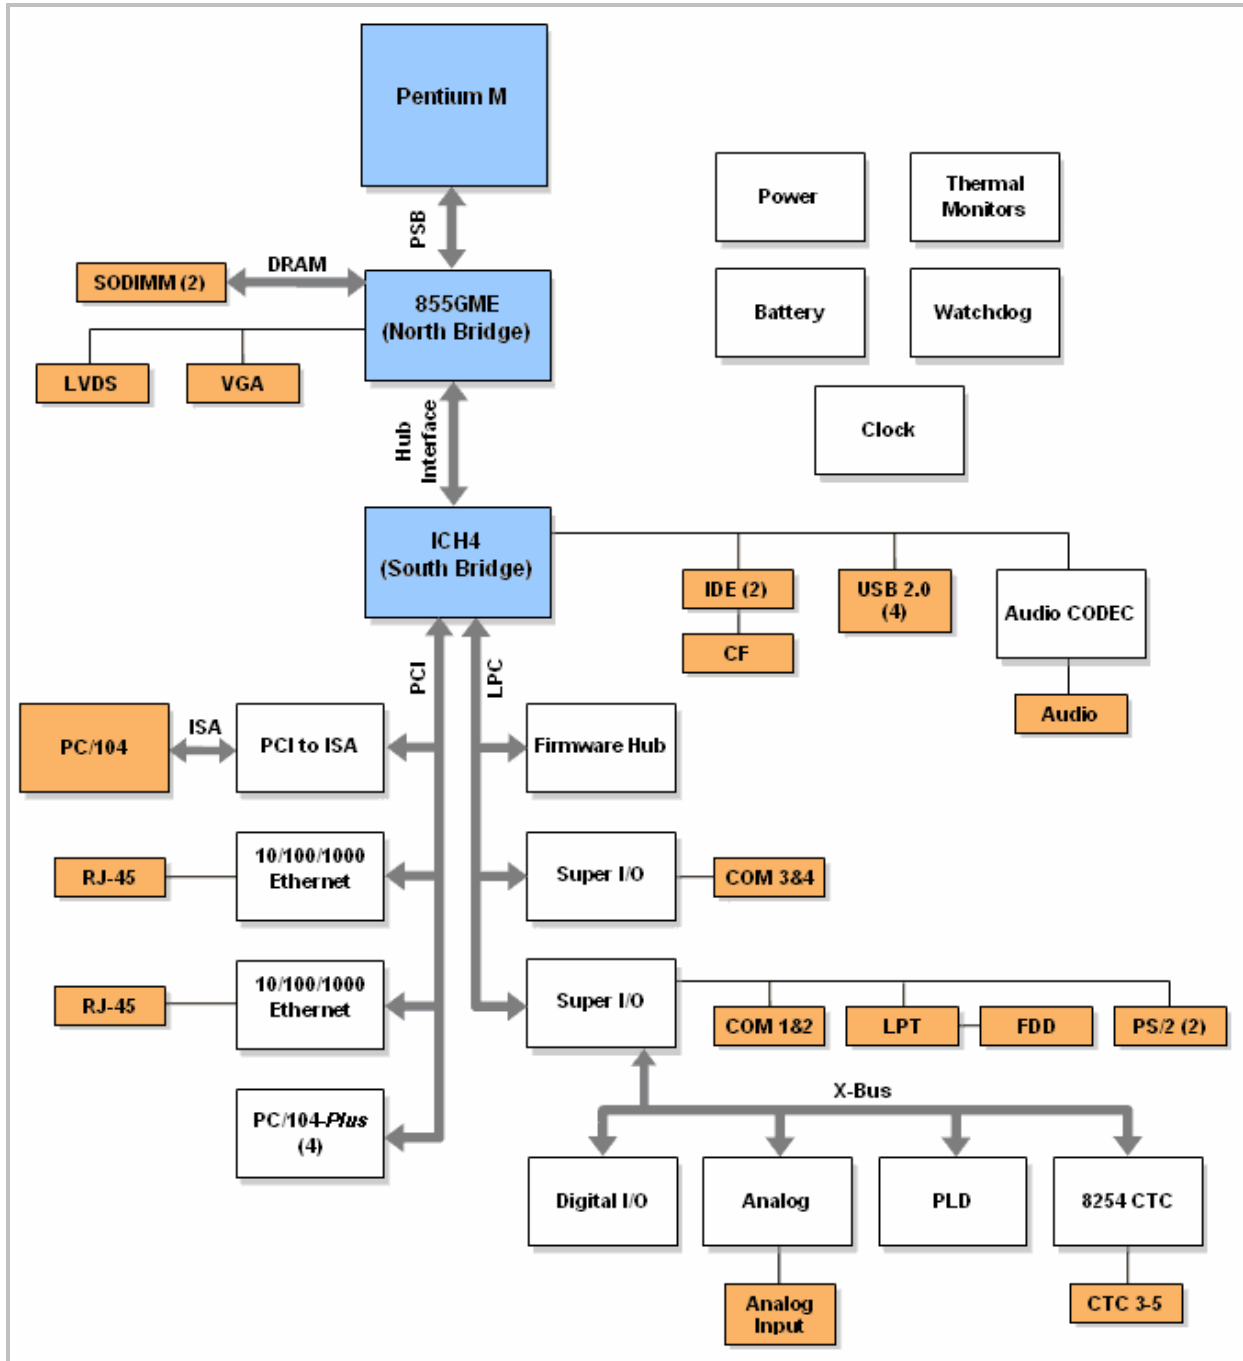 Pentium M
Power
Thermal
Monitors
PSB
DRAM
SODIMM (2)
855GME
(North Bridge)
Battery
Watchdog
LVDS
VGA
Hub
Interface
Clock
ICH4
(South Bridge)
IDE (2)
USB 2.0
(4)
Audio CODEC
CF
PCI
LPC
Audio
PC/104
ISA
PCI to ISA
Firmware Hub
RJ-45
10/100/1000
Ethernet
Super I/O
COM 3&4
RJ-45
10/100/1000
Ethernet
Super I/O
COM 1&2
LPT
FDD
PS/2 (2)
X-Bus
PC/104-Plus
(4)
Digital I/O
Analog
PLD
8254 CTC
Analog
Input
CTC 3-5